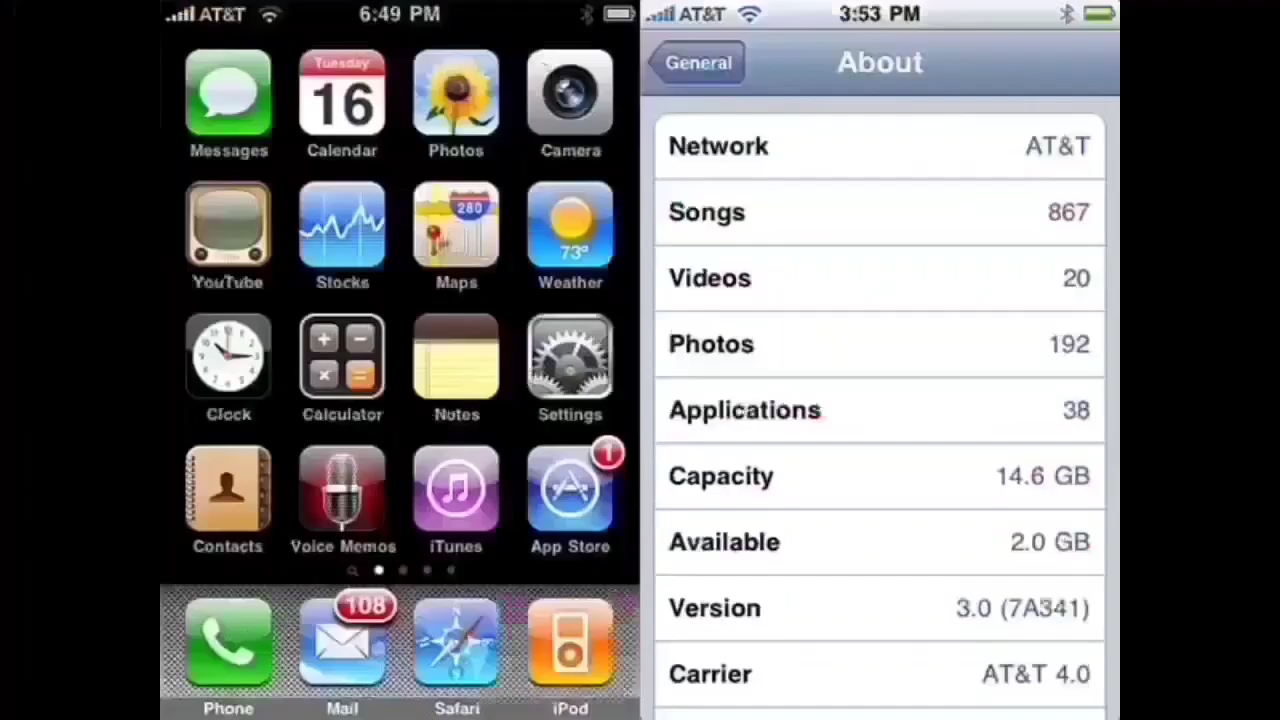 AT&T 6:49 PM
Tuesday
16
Messages Calendar Photos Camera
280
73°
YouTube Stocks Maps Weather
Clock Calculator Notes Settings
1
Contacts Voice Memos iTunes App Store
108
Phone Mail Safari iPod
AT&T 3:53 PM
General About
Network AT&T
Songs 867
Videos 20
Photos 192
Applications 38
Capacity 14.6 GB
Available 2.0 GB
Version 3.0 (7A341)
Carrier AT&T 4.0